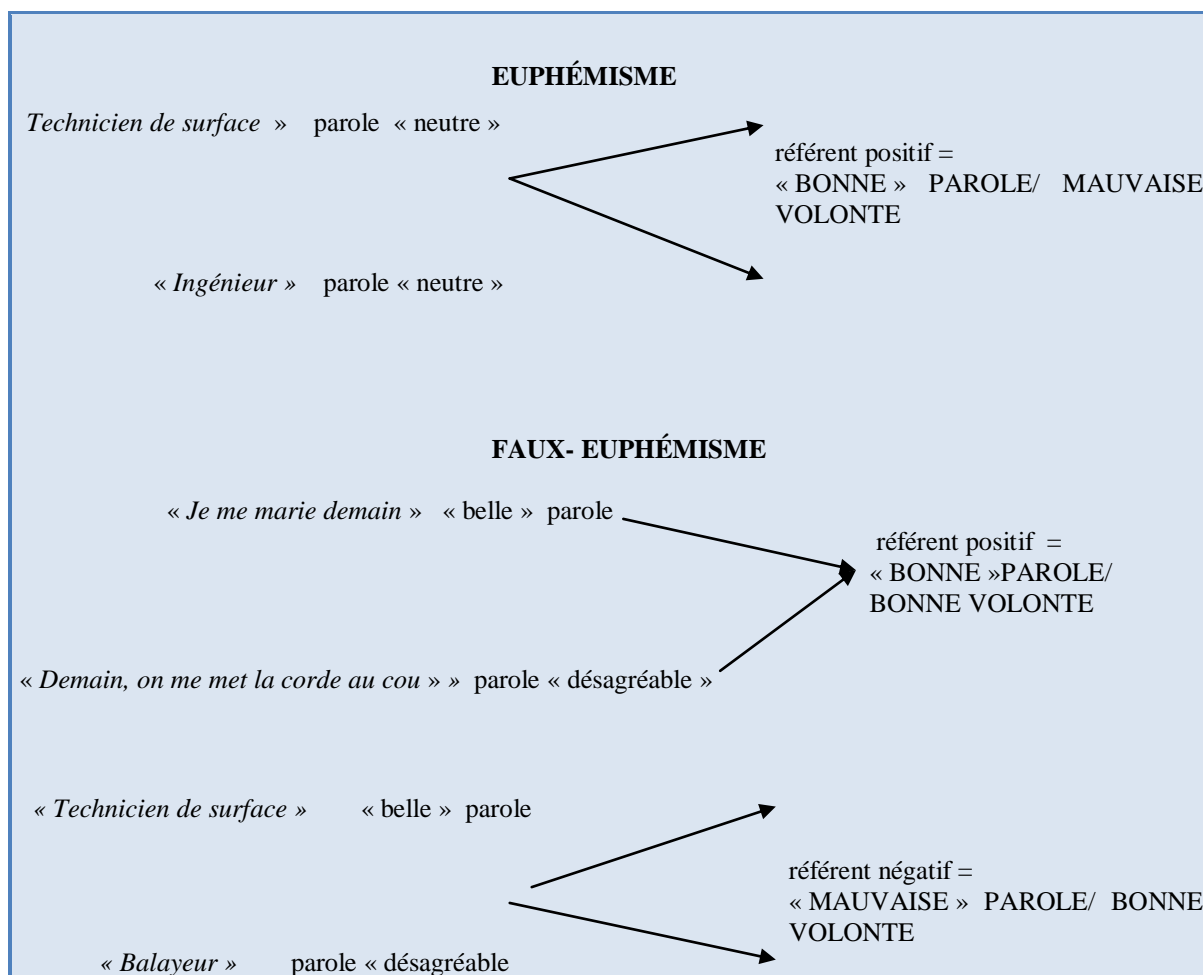 EUPHÉMISME
Technicien de surface » parole « neutre »
référent positif =
« BONNE » PAROLE/ MAUVAISE
VOLONTE
« Ingénieur » parole « neutre »
FAUX- EUPHÉMISME
« Je me marie demain » « belle » parole
référent positif =
« BONNE »PAROLE/
BONNE VOLONTE
« Demain, on me met la corde au cou » » parole « désagréable »
« Technicien de surface » « belle » parole
référent négatif =
« MAUVAISE » PAROLE/ BONNE
VOLONTE
« Balayeur » parole « désagréable